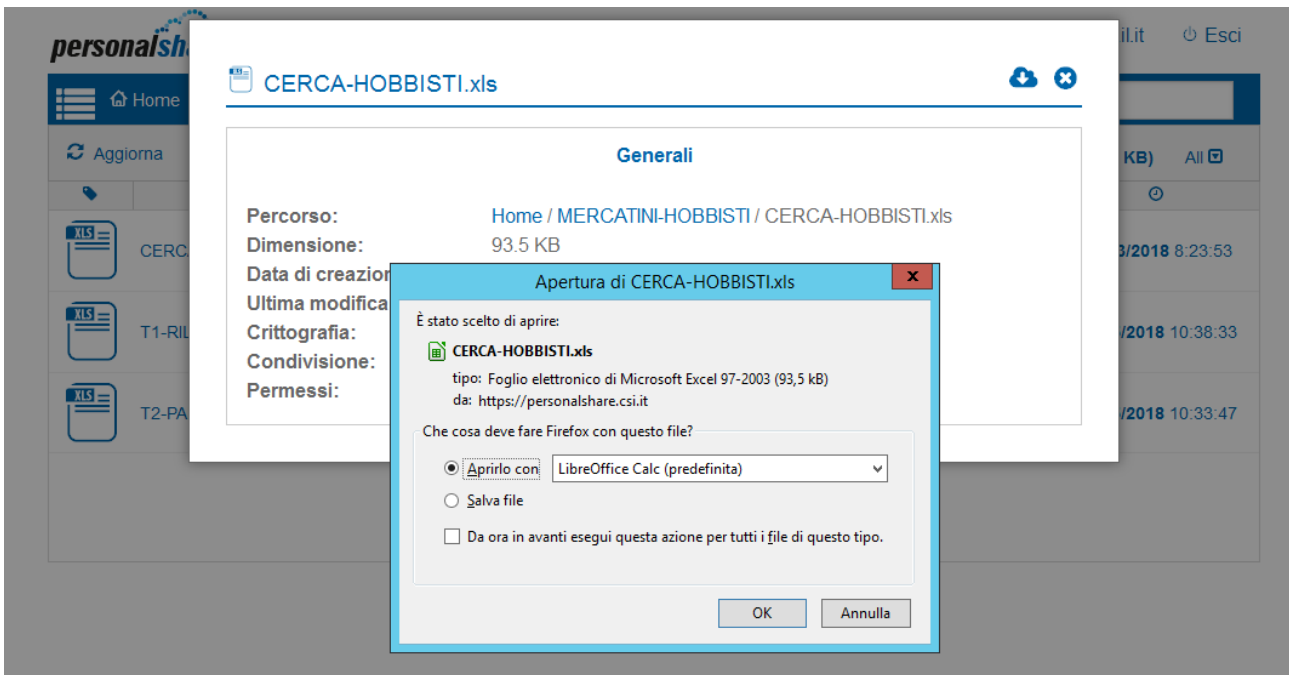 personalsh
il.it Esci
CERCA-HOBBISTI.xls
Home
Aggiorna
KB) All
Generali
Percorso: Home / MERCATINI-HOBBISTI / CERCA-HOBBISTI.xls
Dimensione: 93.5 KB
Data di creazion
Ultima modifica
Crittografia:
Condivisione:
Permessi:
XLS CERC 3/2018 8:23:53
XLS T1-RIL /2018 10:38:33
XLS T2-PA /2018 10:33:47
Apertura di CERCA-HOBBISTI.xls x
È stato scelto di aprire:
CERCA-HOBBISTI.xls
tipo: Foglio elettronico di Microsoft Excel 97-2003 (93,5 kB)
da: https://personalshare.csi.it
Che cosa deve fare Firefox con questo file?
Aprirlo con LibreOffice Calc (predefinita)
Salva file
Da ora in avanti esegui questa azione per tutti i file di questo tipo.
OK Annulla